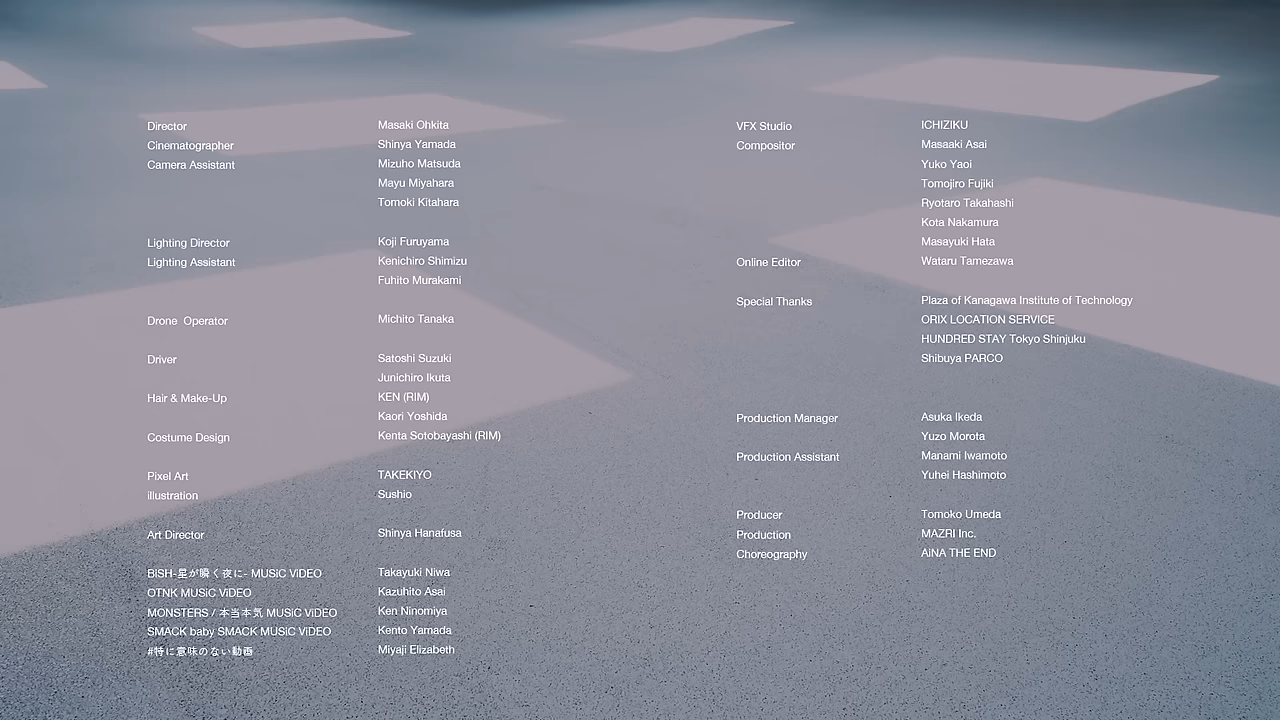 Director Masaki Ohkita
Cinematographer Shinya Yamada
Camera Assistant Mizuho Matsuda
Mayu Miyahara
Tomoki Kitahara
Lighting Director Koji Furuyama
Lighting Assistant Kenichiro Shimizu
Fuhito Murakami
Drone Operator Michito Tanaka
Driver Satoshi Suzuki
Junichiro Ikuta
Hair & Make-Up KEN (RIM)
Kaori Yoshida
Costume Design Kenta Sotobayashi (RIM)
Pixel Art TAKEKIYO
illustration Sushio
Art Director Shinya Hanafusa
BiSH-星が瞬く夜に- MUSiC ViDEO Takayuki Niwa
OTNK MUSiC ViDEO Kazuhito Asai
MONSTERS / 本当本気 MUSiC ViDEO Ken Ninomiya
SMACK baby SMACK MUSiC ViDEO Kento Yamada
#特に意味のない動画 Miyaji Elizabeth
VFX Studio ICHIZIKU
Compositor Masaaki Asai
Yuko Yaoi
Tomojiro Fujiki
Ryotaro Takahashi
Kota Nakamura
Masayuki Hata
Online Editor Wataru Tamezawa
Special Thanks Plaza of Kanagawa Institute of Technology
ORIX LOCATION SERVICE
HUNDRED STAY Tokyo Shinjuku
Shibuya PARCO
Production Manager Asuka Ikeda
Yuzo Morota
Production Assistant Manami Iwamoto
Yuhei Hashimoto
Producer Tomoko Umeda
Production MAZRI Inc.
Choreography AiNA THE END